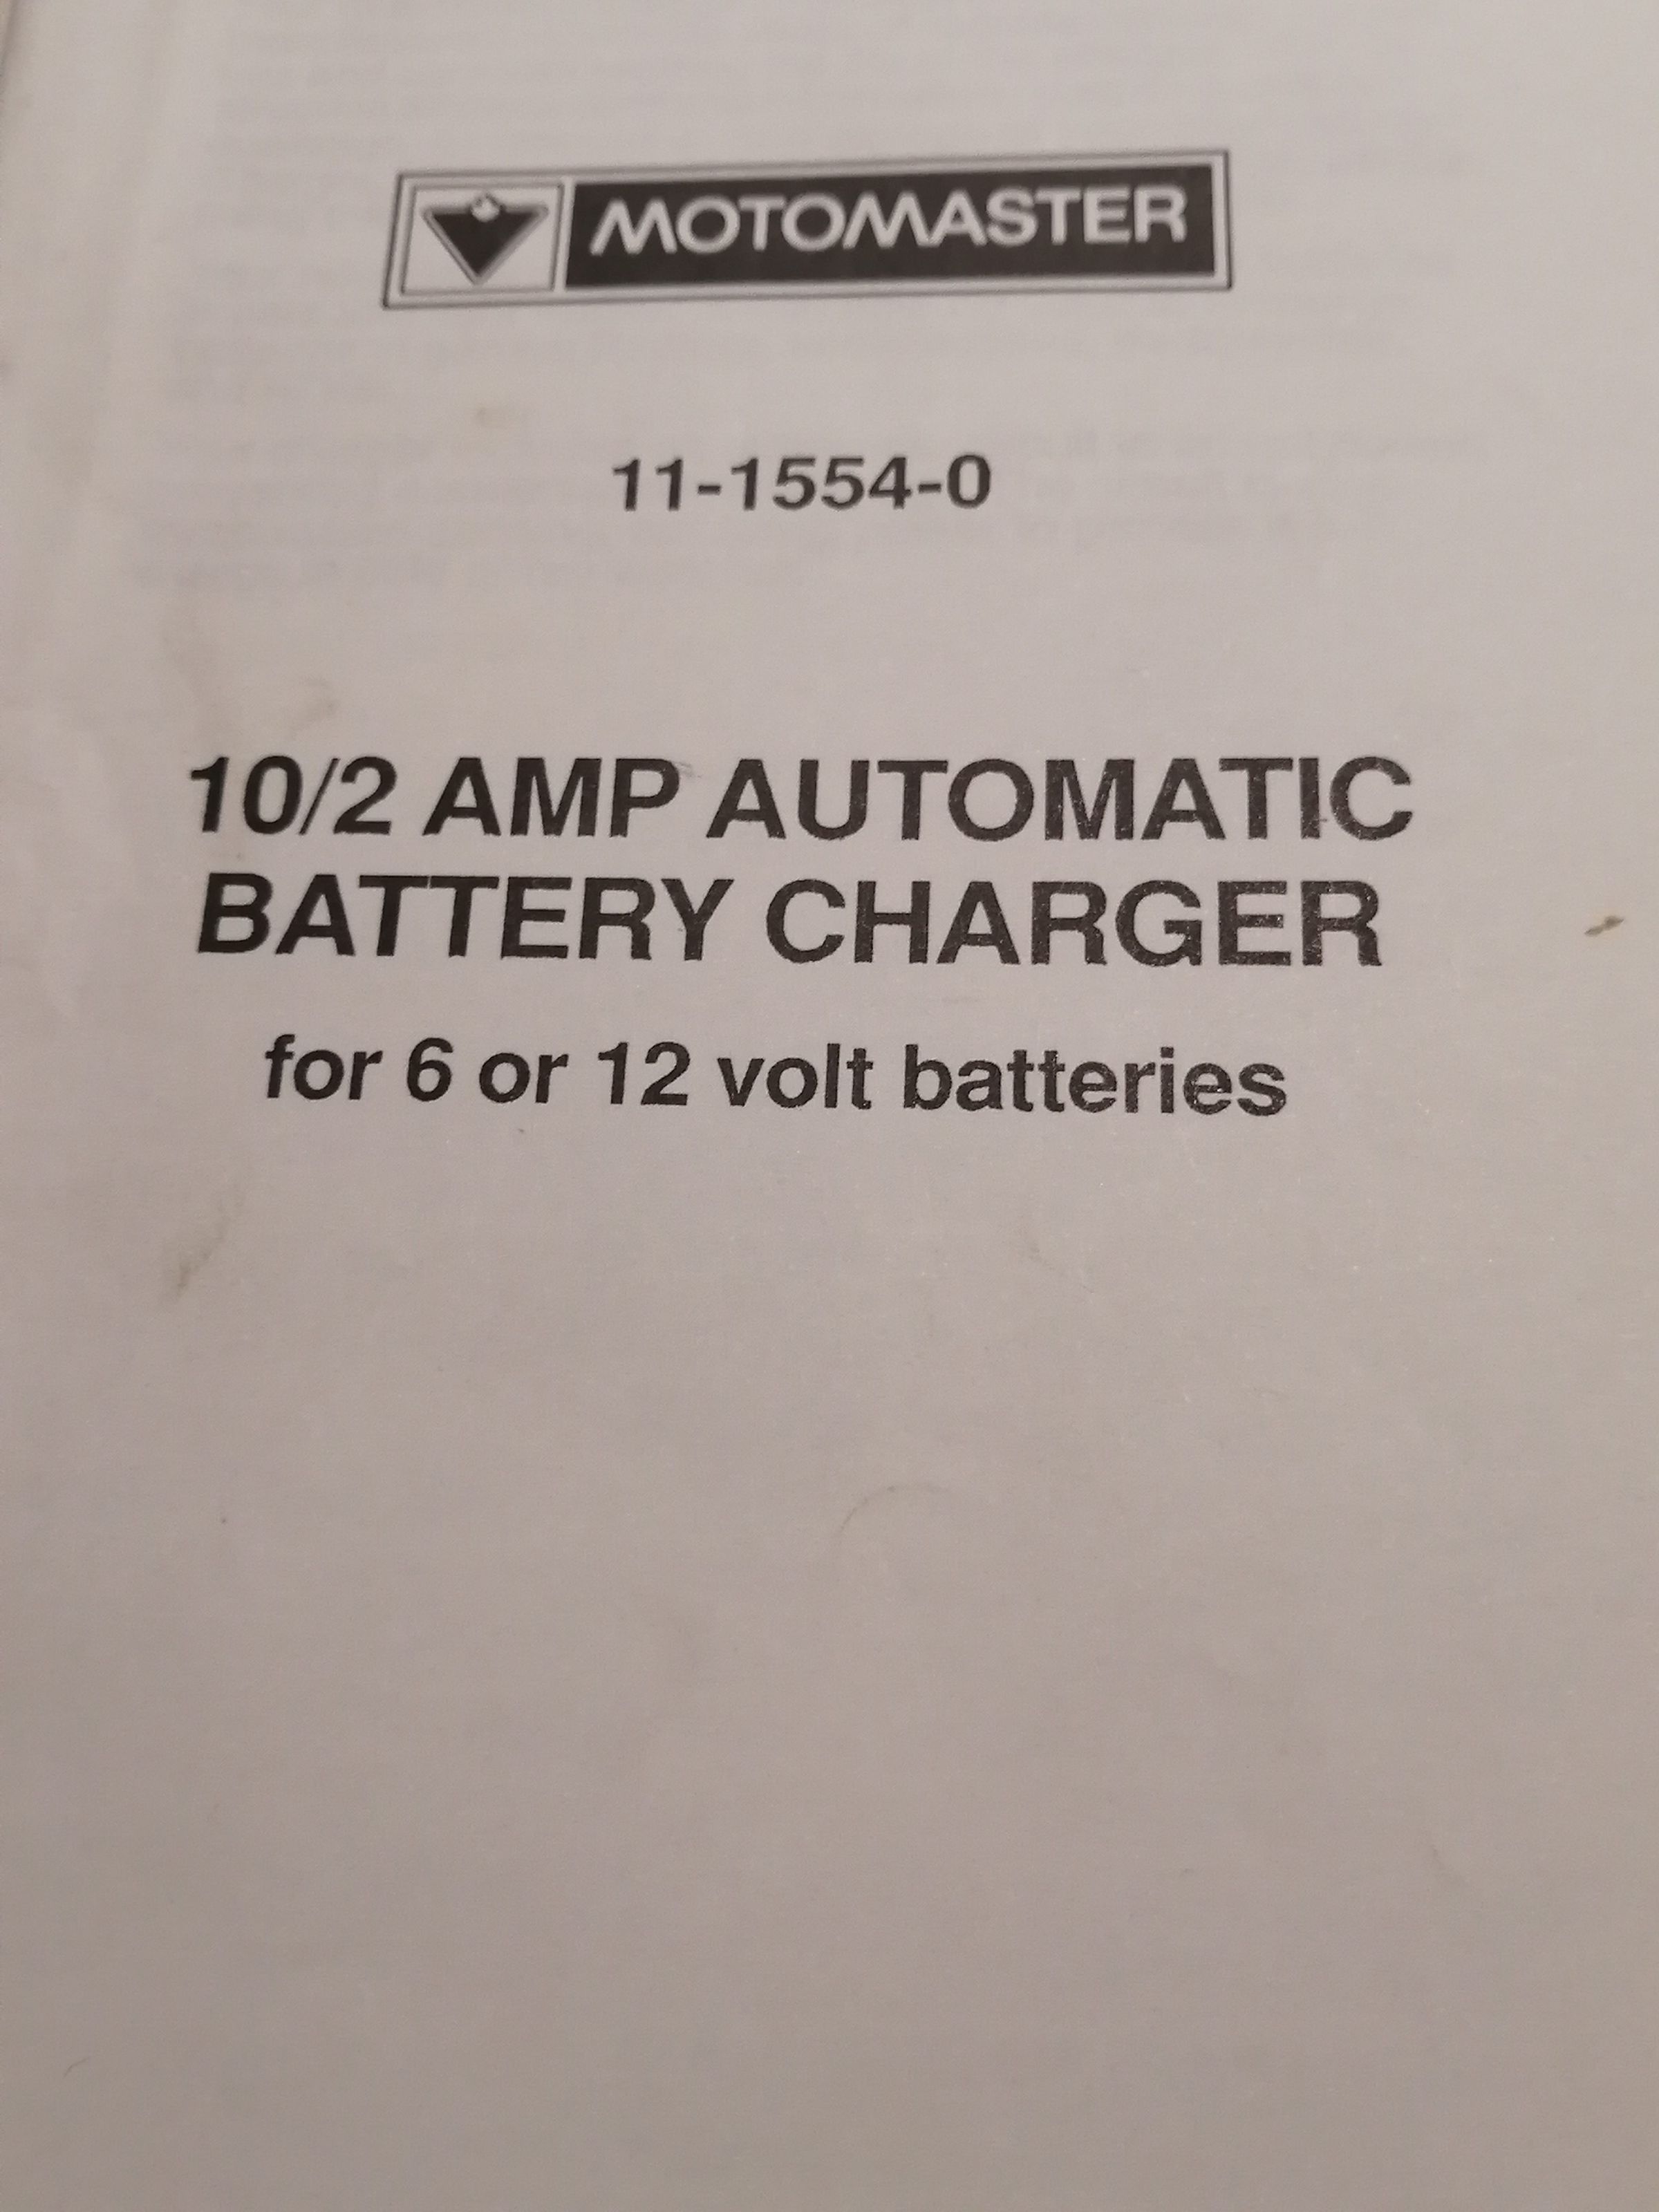 MOTOMASTER
11-1554-0
10/2 AMP AUTOMATIC
BATTERY CHARGER
for 6 or 12 volt batteries